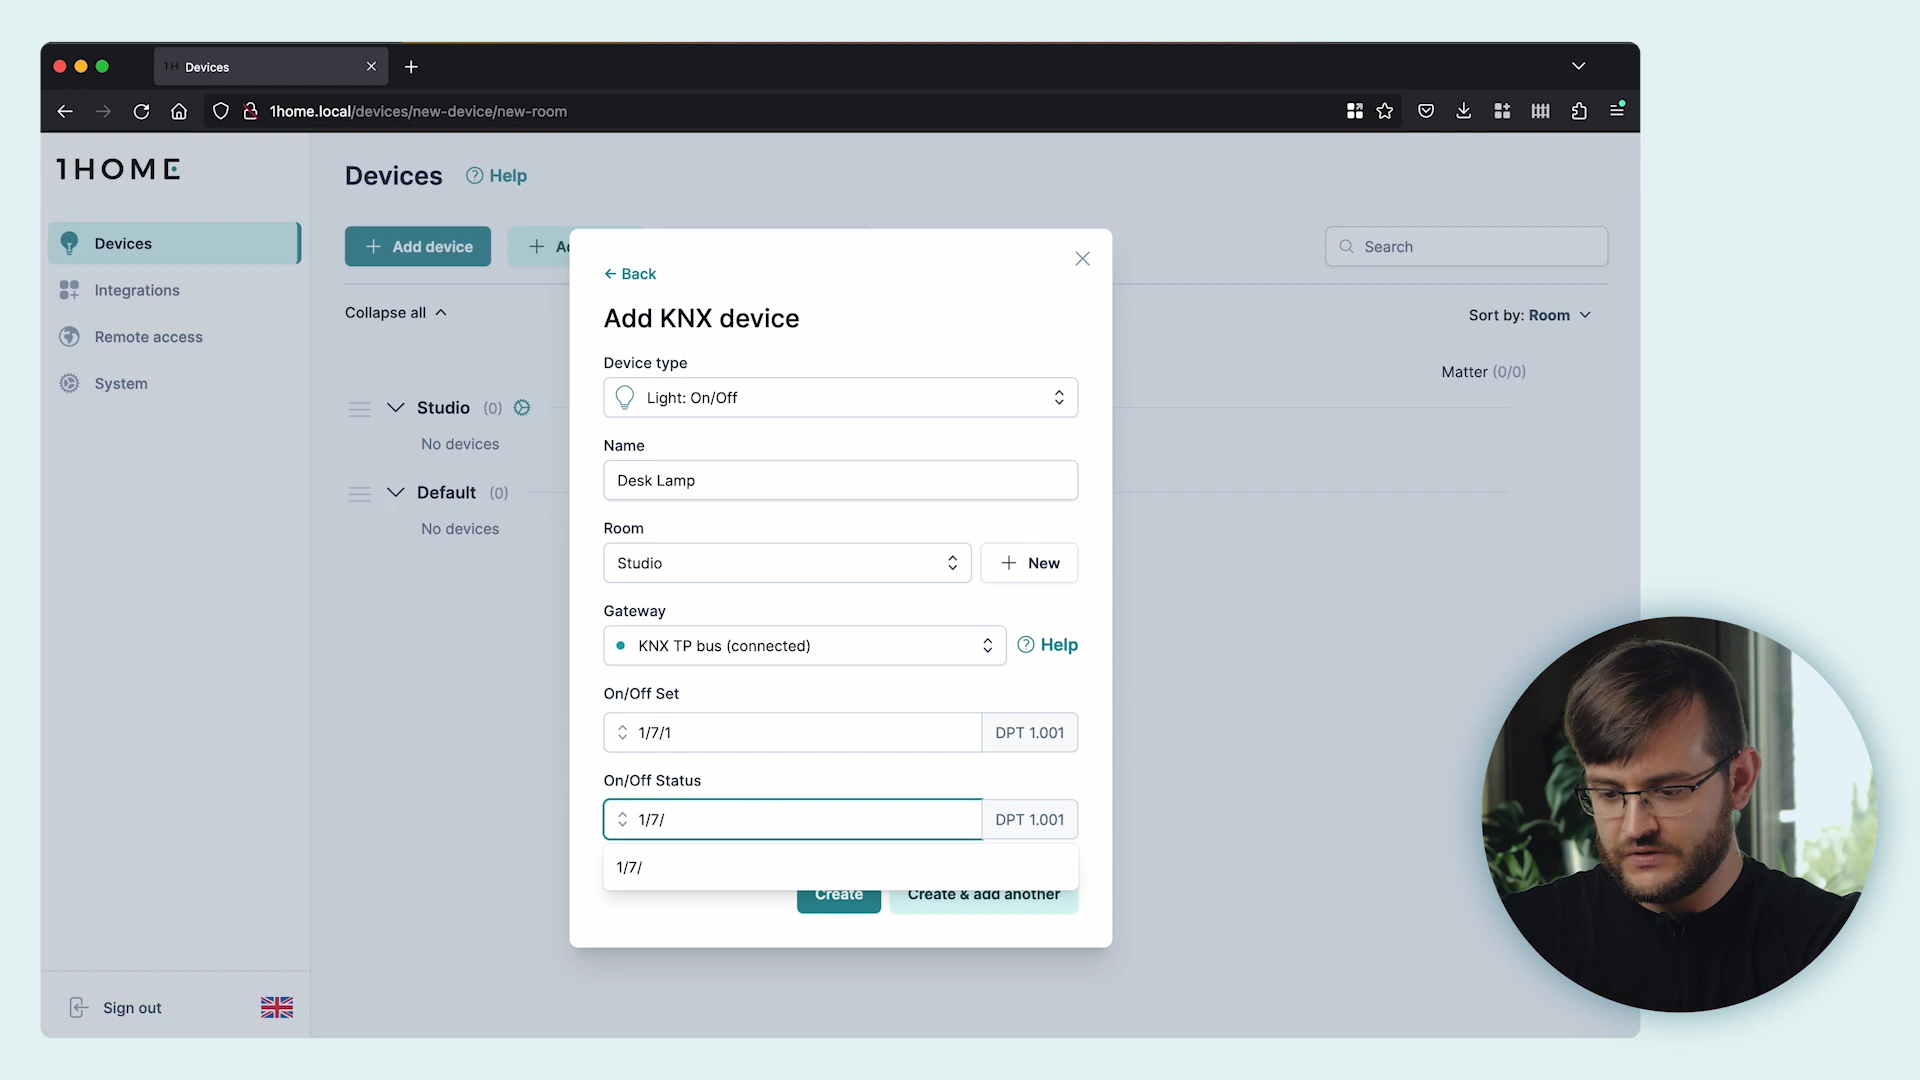 1H Devices
1home.local/devices/new-device/new-room
1HOME
Devices
Integrations
Remote access
System
Sign out
Devices
Help
Add device
Search
Collapse all
Sort by: Room
Matter (0/0)
Studio (0)
No devices
Default (0)
No devices
Back
Add KNX device
Device type
Light: On/Off
Name
Desk Lamp
Room
Studio
New
Gateway
KNX TP bus (connected)
Help
On/Off Set
1/7/1
DPT 1.001
On/Off Status
1/7/
DPT 1.001
1/7/
Create
Create & add another